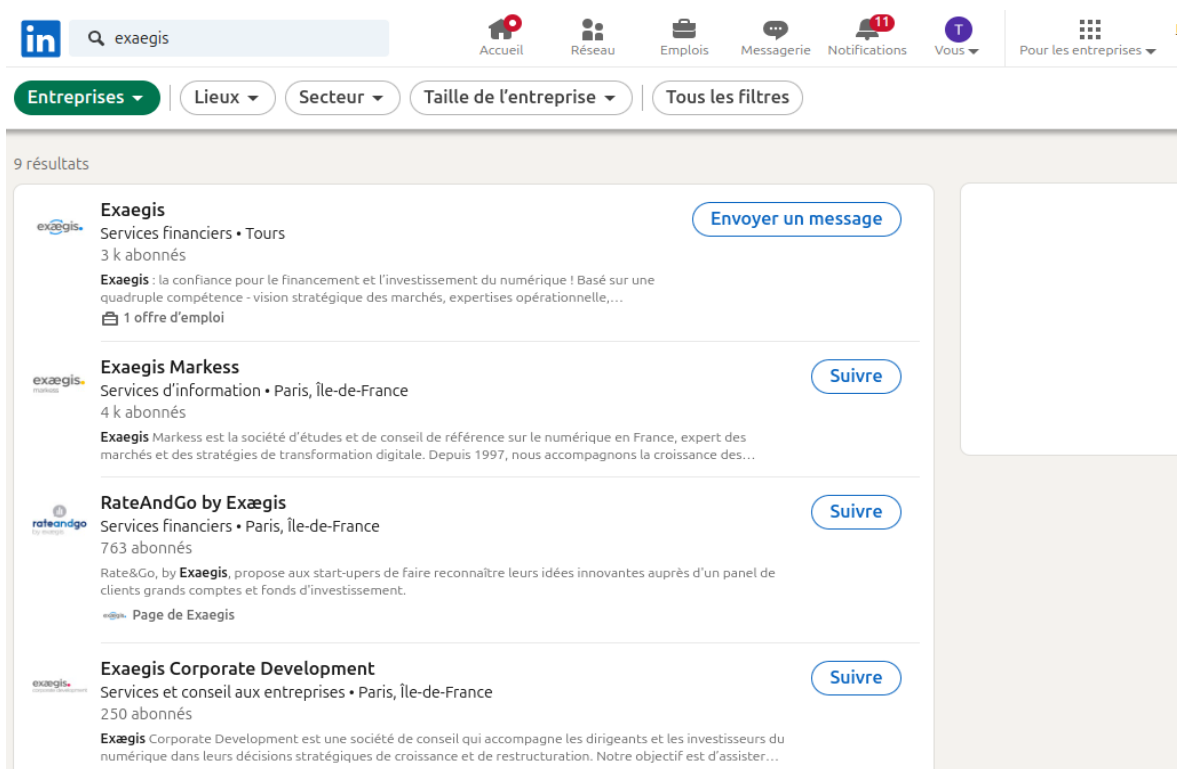 in exaegis
Accueil
Réseau
Emplois
Messagerie
11
Notifications
T
Vous
Pour les entreprises
Entreprises
Lieux
Secteur
Taille de l'entreprise
Tous les filtres
9 résultats
exægis.
Exaegis
Services financiers • Tours
3 k abonnés
Exaegis : la confiance pour le financement et l'investissement du numérique ! Basé sur une
quadruple compétence - vision stratégique des marchés, expertises opérationnelle,…
1 offre d'emploi
Envoyer un message
exægis.
markess
Exaegis Markess
Services d'information • Paris, Île-de-France
4 k abonnés
Exaegis Markess est la société d'études et de conseil de référence sur le numérique en France, expert des
marchés et des stratégies de transformation digitale. Depuis 1997, nous accompagnons la croissance des…
Suivre
rateandgo
by exægis
RateAndGo by Exægis
Services financiers • Paris, Île-de-France
763 abonnés
Rate&Go, by Exaegis, propose aux start-upers de faire reconnaître leurs idées innovantes auprès d'un panel de
clients grands comptes et fonds d'investissement.
exægis. Page de Exaegis
Suivre
exægis.
corporate development
Exaegis Corporate Development
Services et conseil aux entreprises • Paris, Île-de-France
250 abonnés
Exægis Corporate Development est une société de conseil qui accompagne les dirigeants et les investisseurs du
numérique dans leurs décisions stratégiques de croissance et de restructuration. Notre objectif est d'assister…
Suivre